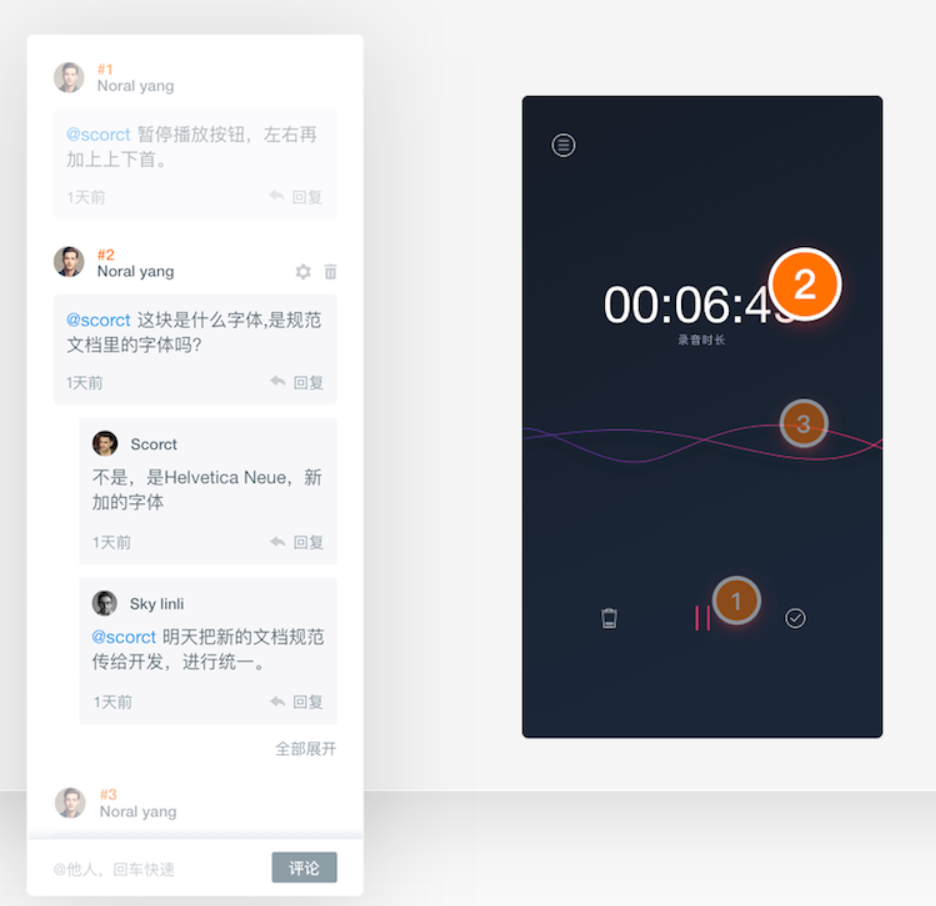 #1
Noral yang
@scorct 暂停播放按钮，左右再
加上上下首。
1天前
回复
#2
Noral yang
@scorct 这块是什么字体,是规范
文档里的字体吗?
1天前
回复
Scorct
不是，是Helvetica Neue，新
加的字体
1天前
回复
Sky linli
@scorct 明天把新的文档规范
传给开发，进行统一。
1天前
回复
全部展开
#3
Noral yang
@他人，回车快速
评论
00:06:4
录音时长
2
3
1